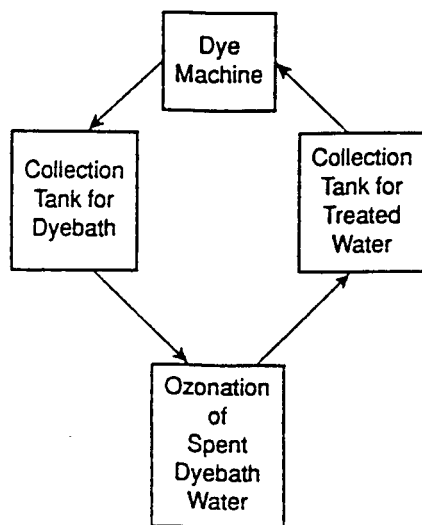 Dye
Machine
Collection
Tank for
Dyebath
Collection
Tank for
Treated
Water
Ozonation
of
Spent
Dyebath
Water